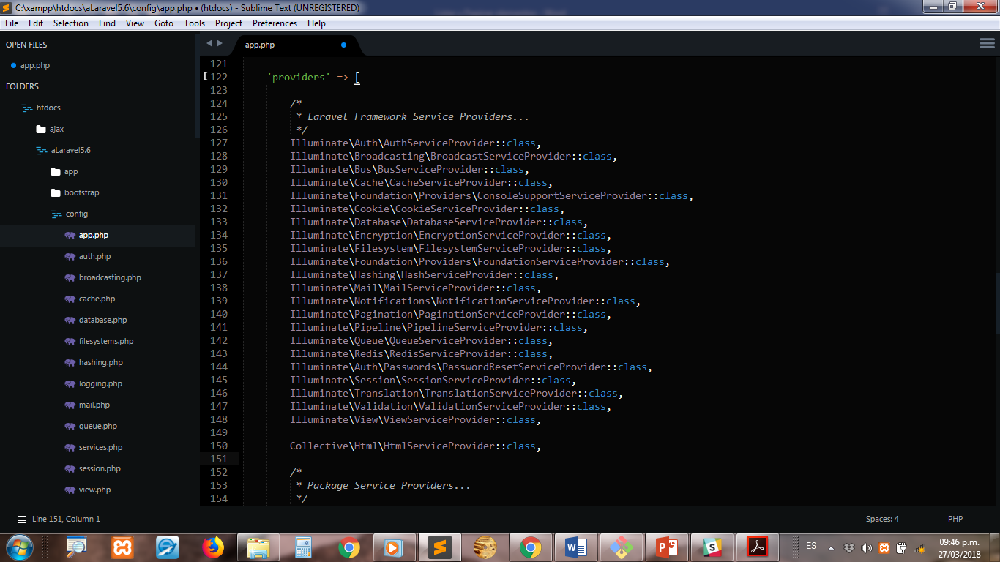 C:\xampp\htdocs\aLaravel5.6\config\app.php • (htdocs) - Sublime Text (UNREGISTERED)
File Edit Selection Find View Goto Tools Project Preferences Help
OPEN FILES
app.php
FOLDERS
htdocs
ajax
aLaravel5.6
app
bootstrap
config
app.php
auth.php
broadcasting.php
cache.php
database.php
filesystems.php
hashing.php
logging.php
mail.php
queue.php
services.php
session.php
view.php
app.php
121
122 'providers' => [
123
124 /*
125 * Laravel Framework Service Providers...
126 */
127 Illuminate\Auth\AuthServiceProvider::class,
128 Illuminate\Broadcasting\BroadcastServiceProvider::class,
129 Illuminate\Bus\BusServiceProvider::class,
130 Illuminate\Cache\CacheServiceProvider::class,
131 Illuminate\Foundation\Providers\ConsoleSupportServiceProvider::class,
132 Illuminate\Cookie\CookieServiceProvider::class,
133 Illuminate\Database\DatabaseServiceProvider::class,
134 Illuminate\Encryption\EncryptionServiceProvider::class,
135 Illuminate\Filesystem\FilesystemServiceProvider::class,
136 Illuminate\Foundation\Providers\FoundationServiceProvider::class,
137 Illuminate\Hashing\HashServiceProvider::class,
138 Illuminate\Mail\MailServiceProvider::class,
139 Illuminate\Notifications\NotificationServiceProvider::class,
140 Illuminate\Pagination\PaginationServiceProvider::class,
141 Illuminate\Pipeline\PipelineServiceProvider::class,
142 Illuminate\Queue\QueueServiceProvider::class,
143 Illuminate\Redis\RedisServiceProvider::class,
144 Illuminate\Auth\Passwords\PasswordResetServiceProvider::class,
145 Illuminate\Session\SessionServiceProvider::class,
146 Illuminate\Translation\TranslationServiceProvider::class,
147 Illuminate\Validation\ValidationServiceProvider::class,
148 Illuminate\View\ViewServiceProvider::class,
149
150 Collective\Html\HtmlServiceProvider::class,
151
152 /*
153 * Package Service Providers...
154 */
Line 151, Column 1 Spaces: 4 PHP
ES 09:46 p.m.
27/03/2018